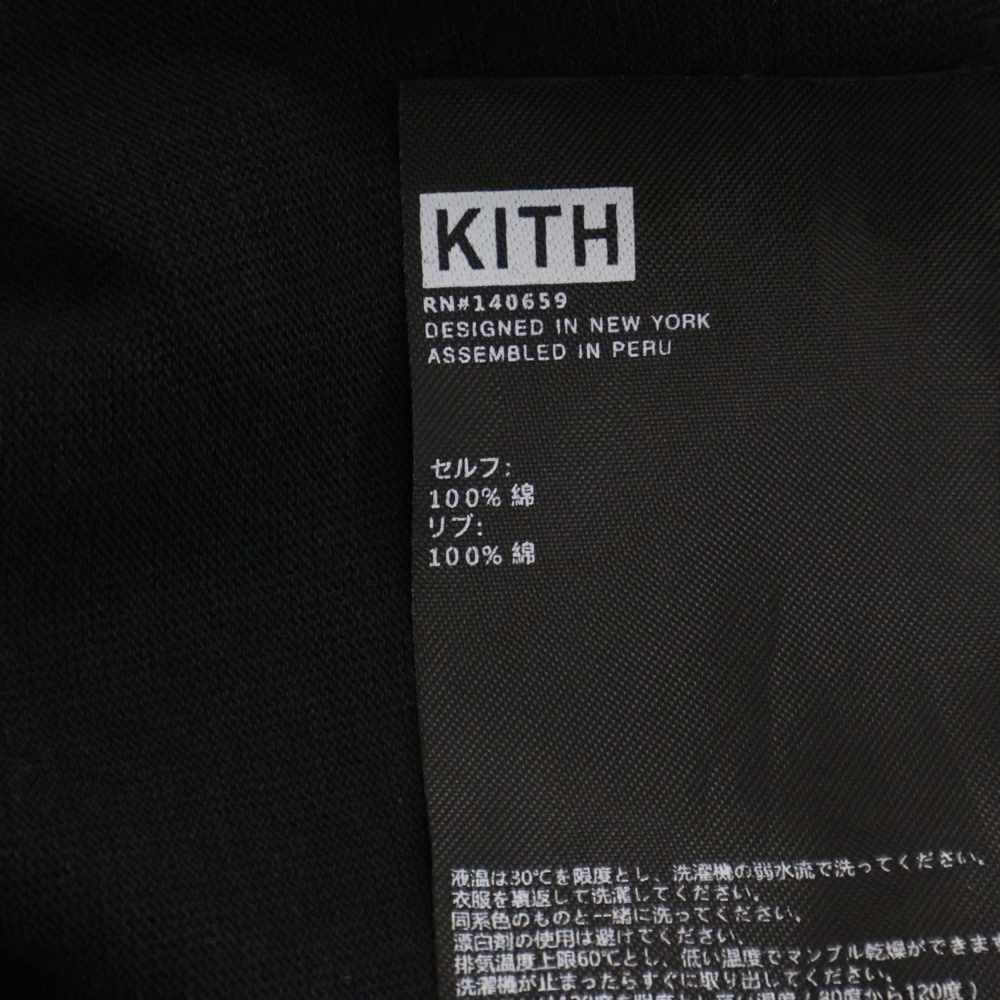 KITH
RN#140659
DESIGNED IN NEW YORK
ASSEMBLED IN PERU
セルフ:
100% 綿
リブ:
100% 綿
液温は30℃を限度とし、洗濯機の弱水流で洗ってください。
衣服を裏返して洗濯してください。
同系色のものと一緒に洗ってください。
漂白剤の使用は避けてください。
排気温度上限60℃とし、低い温度でマンブル乾燥ができます
洗濯機が止まったらすぐに取り出してください。